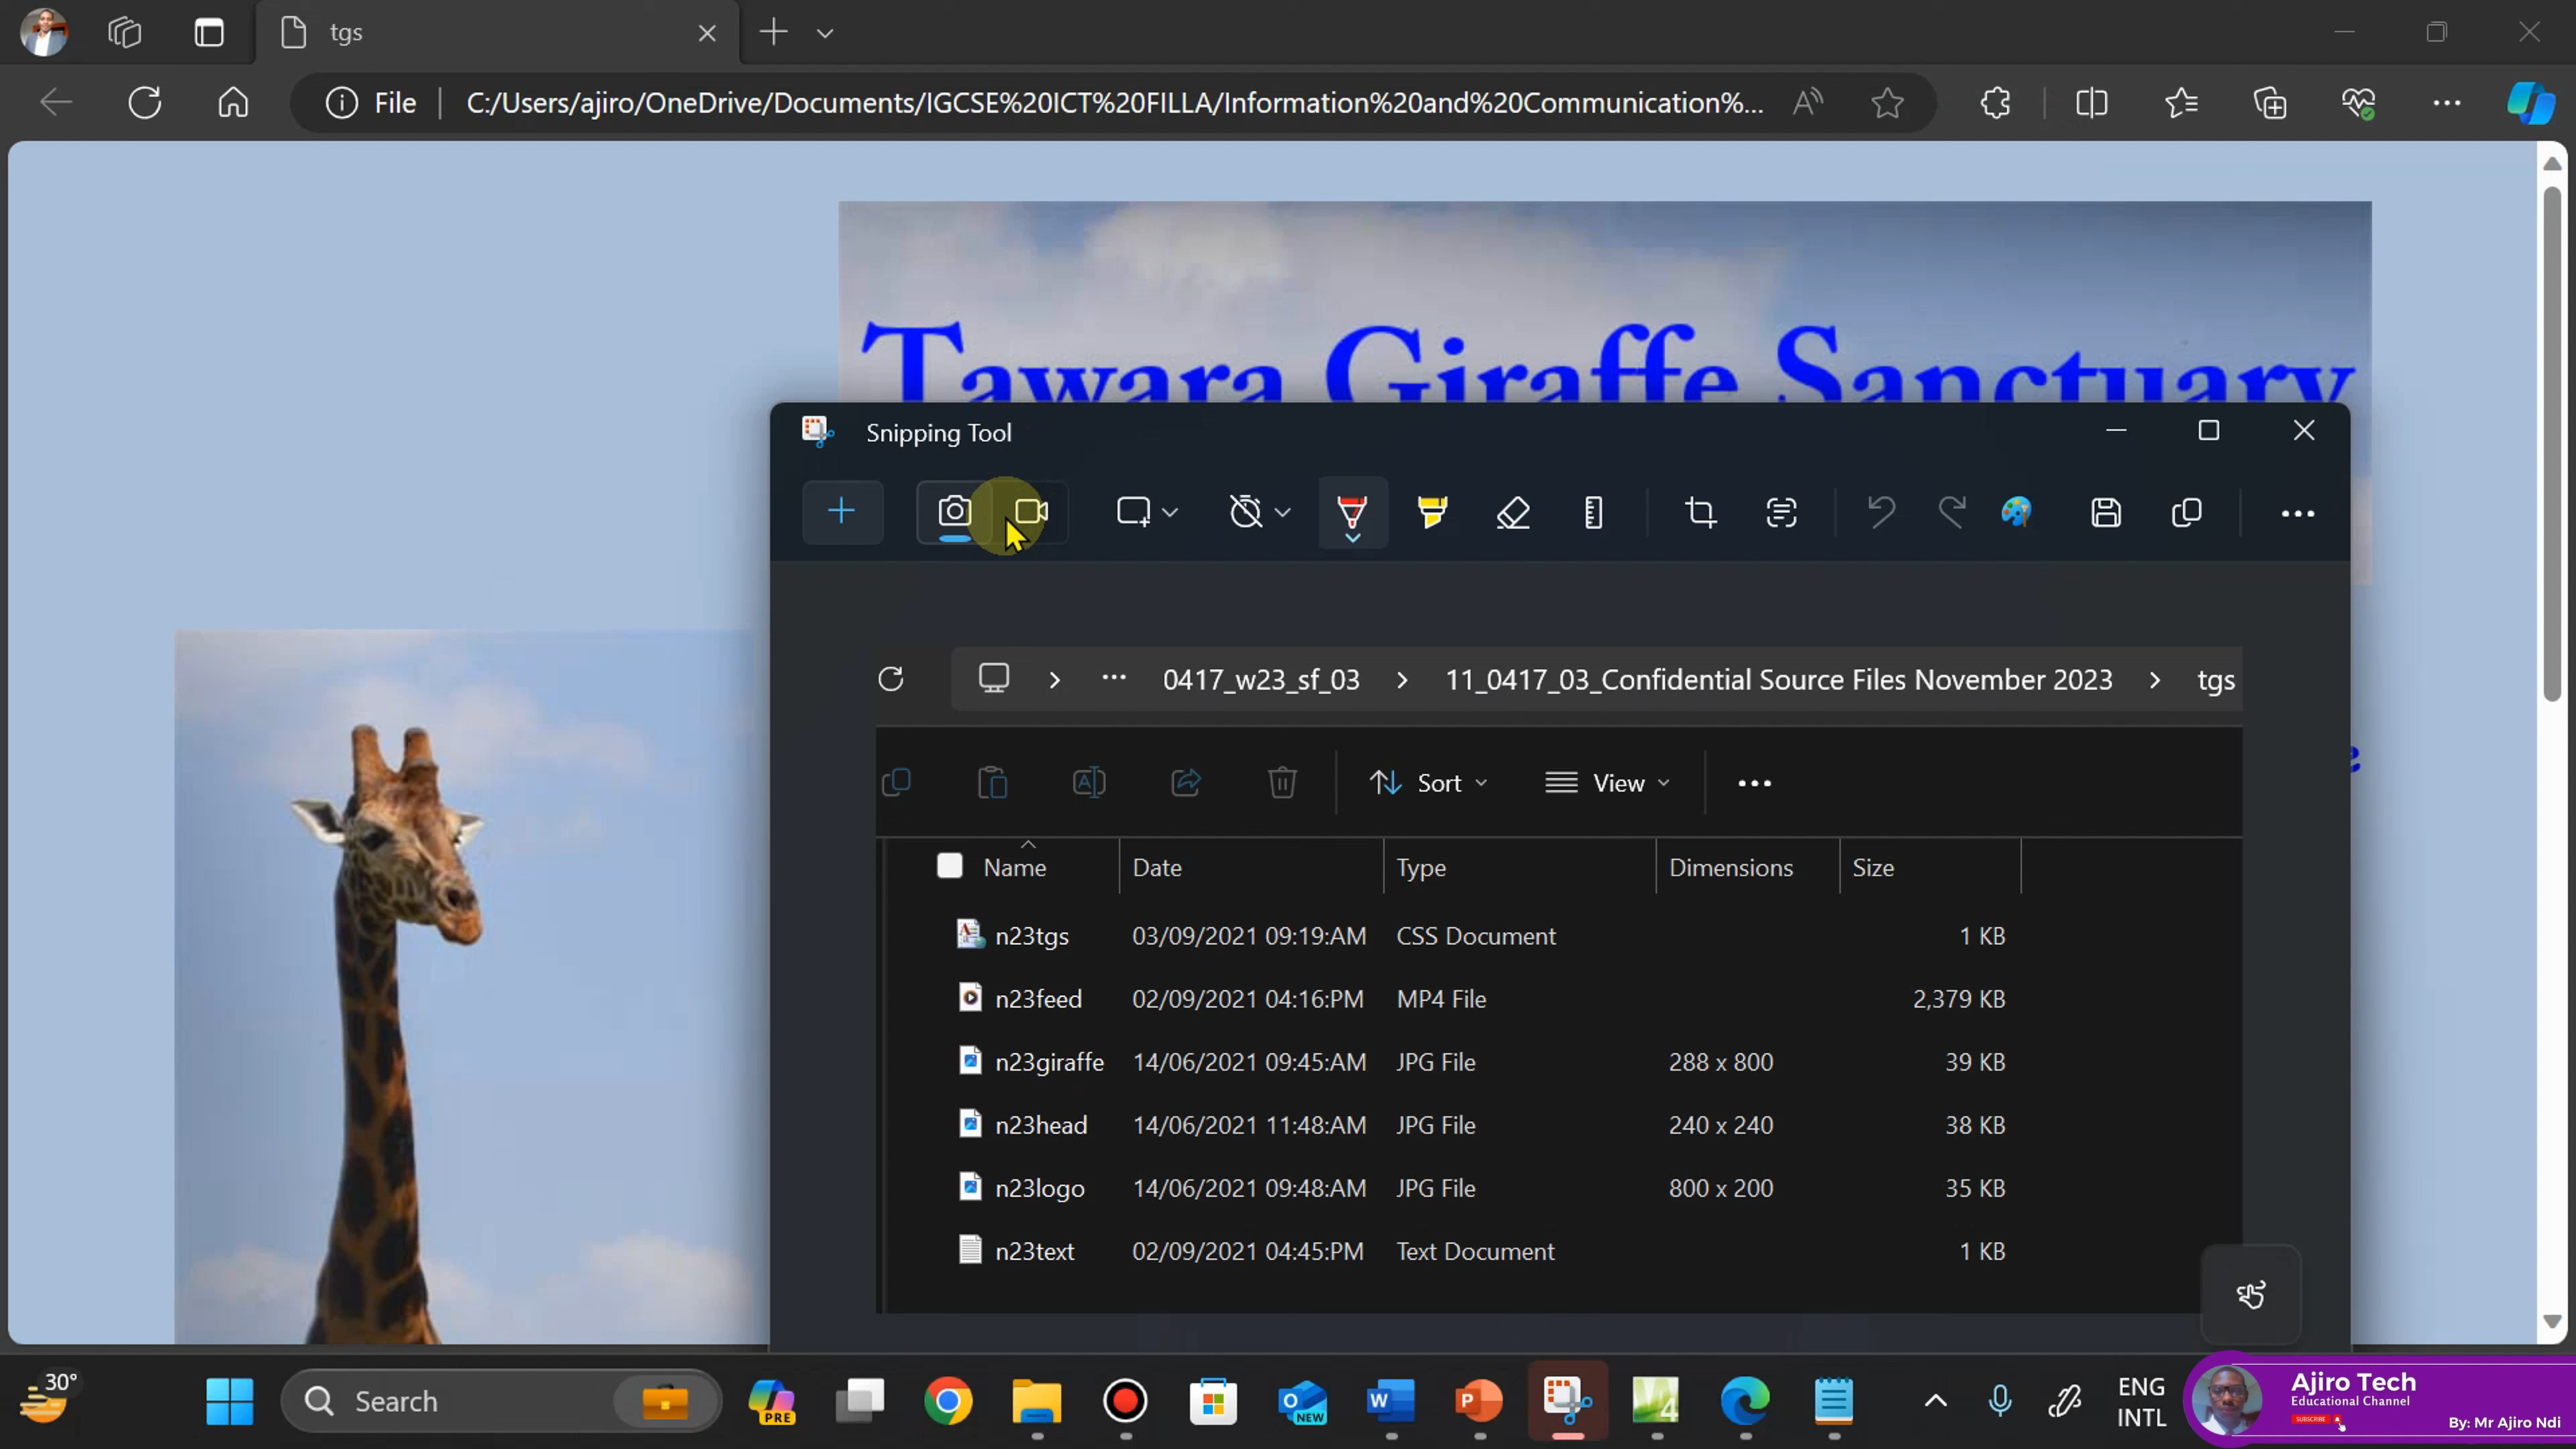 tgs
File
C:/Users/ajiro/OneDrive/Documents/IGCSE%20ICT%20FILLA/Information%20and%20Communication%...
Tawara Giraffe Sanctuary
Snipping Tool
0417_w23_sf_03 > 11_0417_03_Confidential Source Files November 2023 > tgs
e
Sort View
Name Date Type Dimensions Size
n23tgs 03/09/2021 09:19:AM CSS Document 1 KB
n23feed 02/09/2021 04:16:PM MP4 File 2,379 KB
n23giraffe 14/06/2021 09:45:AM JPG File 288 x 800 39 KB
n23head 14/06/2021 11:48:AM JPG File 240 x 240 38 KB
n23logo 14/06/2021 09:48:AM JPG File 800 x 200 35 KB
n23text 02/09/2021 04:45:PM Text Document 1 KB
30°
Search
PRE
NEW
ENG
INTL
Ajiro Tech
Educational Channel
SUBSCRIBE
By: Mr Ajiro Ndi